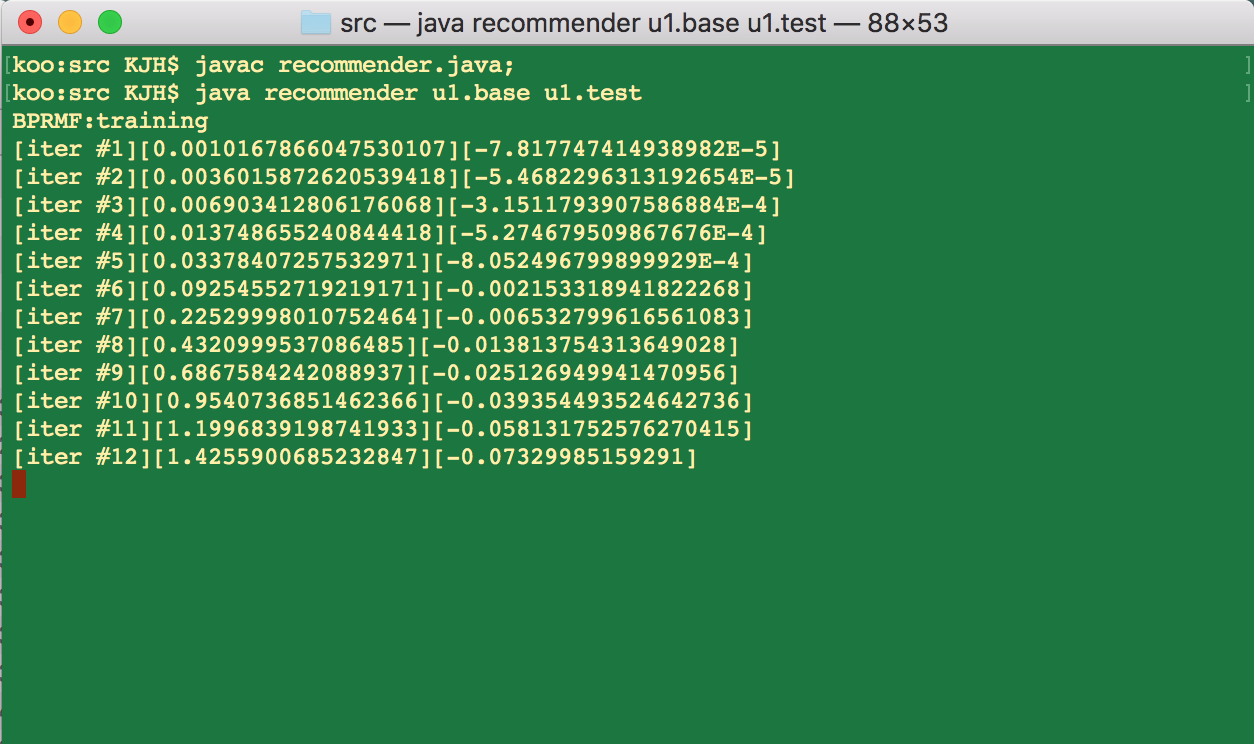 src — java recommender u1.base u1.test — 88×53
[koo:src KJH$ javac recommender.java; ]
[koo:src KJH$ java recommender u1.base u1.test ]
BPRMF:training
[iter #1][0.0010167866047530107][-7.817747414938982E-5]
[iter #2][0.0036015872620539418][-5.4682296313192654E-5]
[iter #3][0.006903412806176068][-3.1511793907586884E-4]
[iter #4][0.013748655240844418][-5.274679509867676E-4]
[iter #5][0.03378407257532971][-8.052496799899929E-4]
[iter #6][0.09254552719219171][-0.002153318941822268]
[iter #7][0.22529998010752464][-0.006532799616561083]
[iter #8][0.4320999537086485][-0.013813754313649028]
[iter #9][0.6867584242088937][-0.025126949941470956]
[iter #10][0.9540736851462366][-0.039354493524642736]
[iter #11][1.1996839198741933][-0.058131752576270415]
[iter #12][1.4255900685232847][-0.07329985159291]